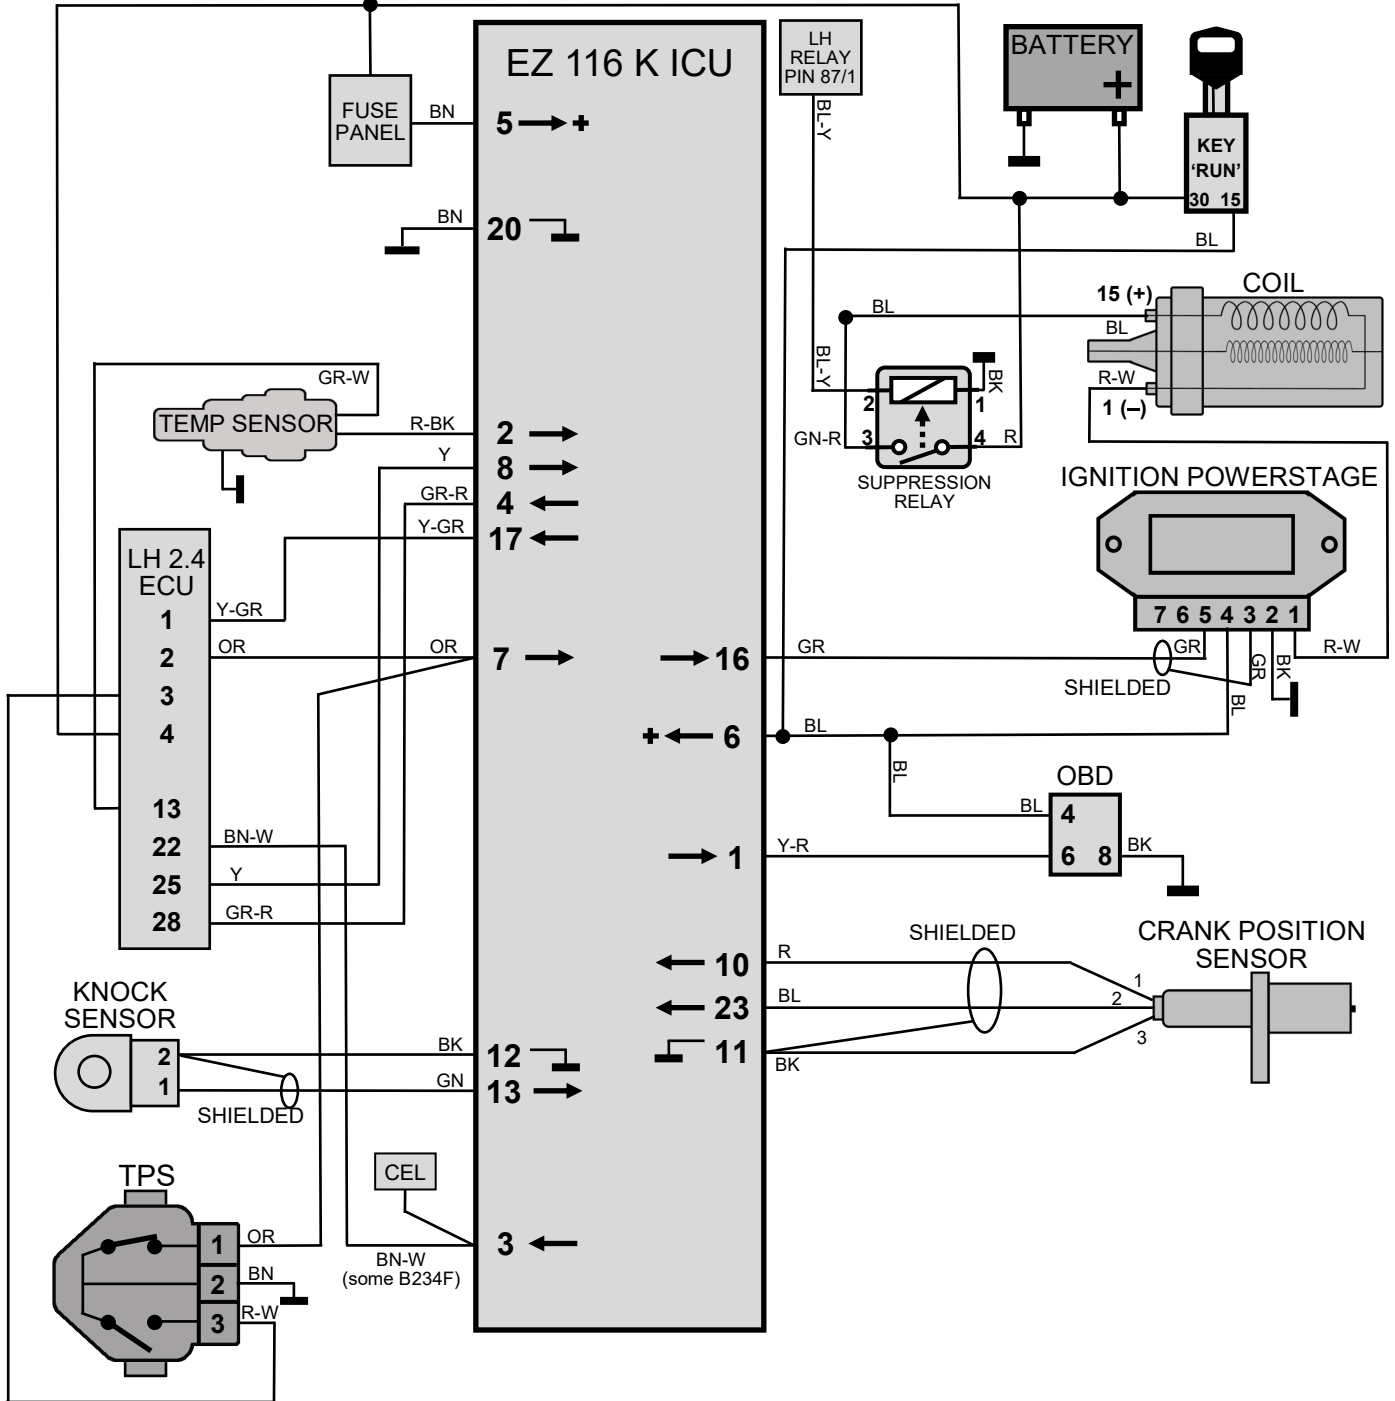 EZ 116 K ICU
LH
RELAY
PIN 87/1
BATTERY
+
KEY
'RUN'
30 15
FUSE
PANEL
BN
5
+
BL-Y
BN
20
BL
COIL
15 (+)
BL
BL
R-W
1 (–)
GR-W
TEMP SENSOR
R-BK
2
Y
8
GR-R
4
Y-GR
17
BL-Y
2
1
BK
GN-R
3
4
R
SUPPRESSION
RELAY
IGNITION POWERSTAGE
7 6 5 4 3 2 1
GR
GR
BK
R-W
BL
SHIELDED
LH 2.4
ECU
1
Y-GR
2
OR
OR
7
16
GR
3
4
+
6
BL
BL
13
22
BN-W
25
Y
28
GR-R
OBD
BL
4
6
8
BK
1
Y-R
SHIELDED
CRANK POSITION
SENSOR
10
R
1
23
BL
2
11
BK
3
KNOCK
SENSOR
2
1
BK
12
GN
13
SHIELDED
CEL
3
BN-W
(some B234F)
TPS
1
OR
2
BN
3
R-W